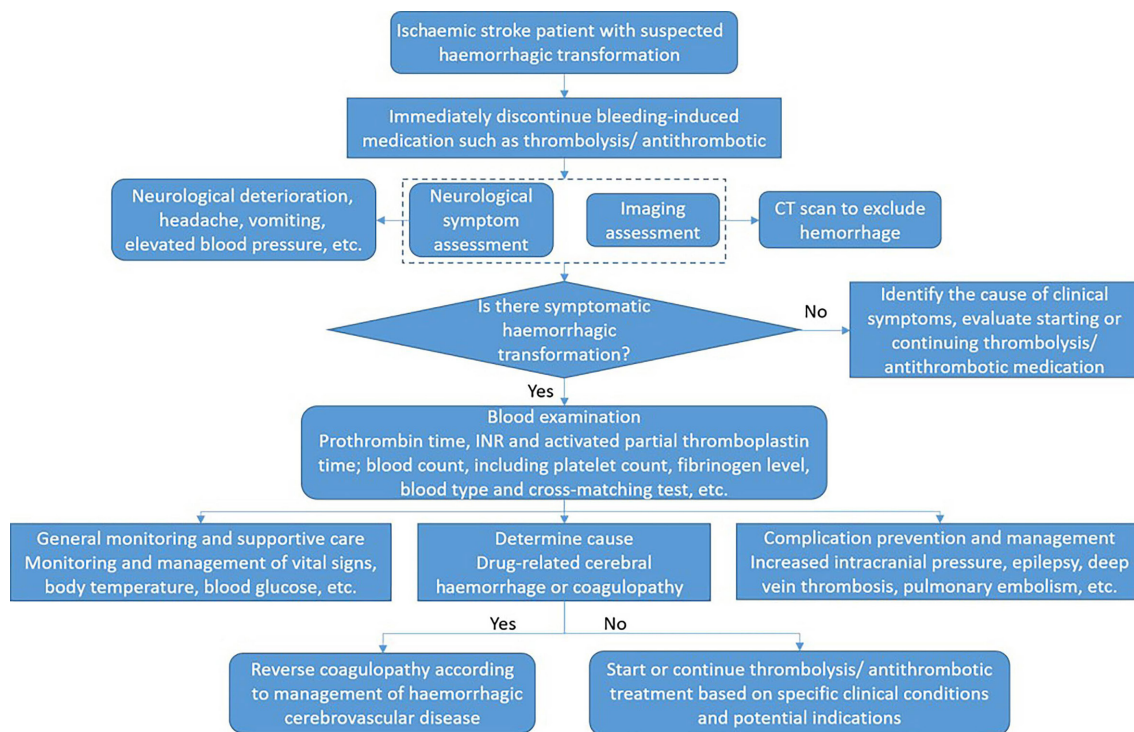 Ischaemic stroke patient with suspected
haemorrhagic transformation
Immediately discontinue bleeding-induced
medication such as thrombolysis/ antithrombotic
Neurological deterioration,
headache, vomiting,
elevated blood pressure, etc.
Neurological
symptom
assessment
Imaging
assessment
CT scan to exclude
hemorrhage
Is there symptomatic
haemorrhagic
transformation?
No
Identify the cause of clinical
symptoms, evaluate starting or
continuing thrombolysis/
antithrombotic medication
Yes
Blood examination
Prothrombin time, INR and activated partial thromboplastin
time; blood count, including platelet count, fibrinogen level,
blood type and cross-matching test, etc.
General monitoring and supportive care
Monitoring and management of vital signs,
body temperature, blood glucose, etc.
Determine cause
Drug-related cerebral
haemorrhage or coagulopathy
Complication prevention and management
Increased intracranial pressure, epilepsy, deep
vein thrombosis, pulmonary embolism, etc.
Yes
No
Reverse coagulopathy according
to management of haemorrhagic
cerebrovascular disease
Start or continue thrombolysis/ antithrombotic
treatment based on specific clinical conditions
and potential indications